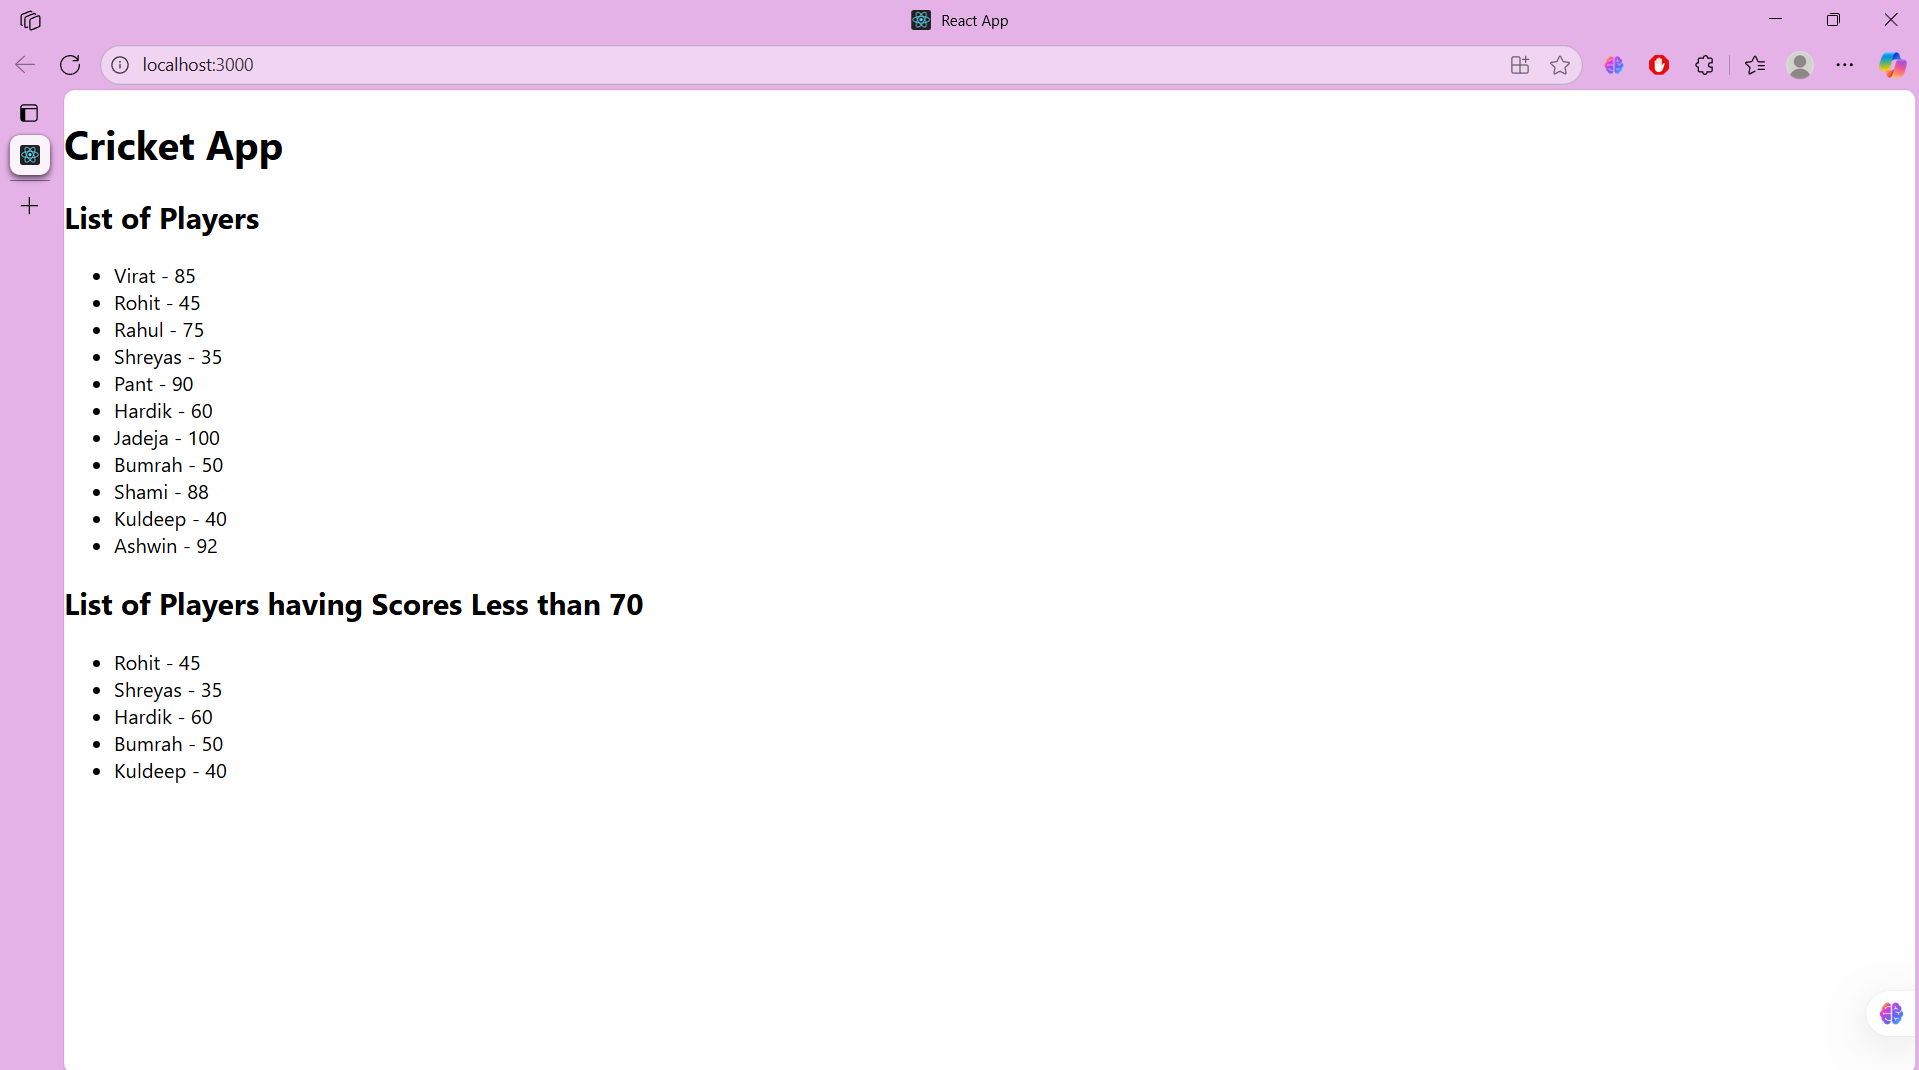 React App
localhost:3000
Cricket App
List of Players
Virat - 85
Rohit - 45
Rahul - 75
Shreyas - 35
Pant - 90
Hardik - 60
Jadeja - 100
Bumrah - 50
Shami - 88
Kuldeep - 40
Ashwin - 92
List of Players having Scores Less than 70
Rohit - 45
Shreyas - 35
Hardik - 60
Bumrah - 50
Kuldeep - 40